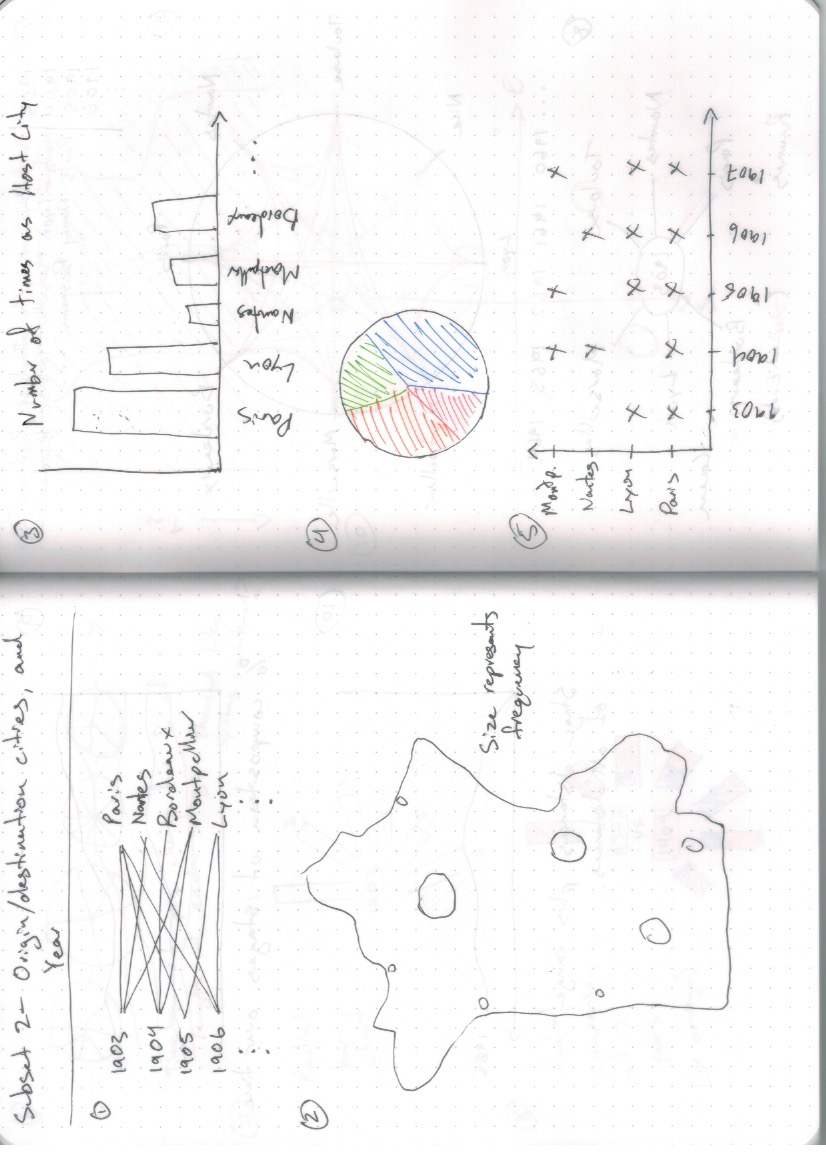 Subset 2 - Origin/destination cities, and
Year
①
1903 Paris
Nantes
1904 Bordeaux
1905 Montpellier
1906 Lyon
②
Size represents
frequency
③ Number of times as Host City
Paris
Lyon
Nantes
Montpllr
Bordeaux
...
④
⑤
Montp.
Nantes
Lyon
Paris
1903
1904
1905
1906
1907